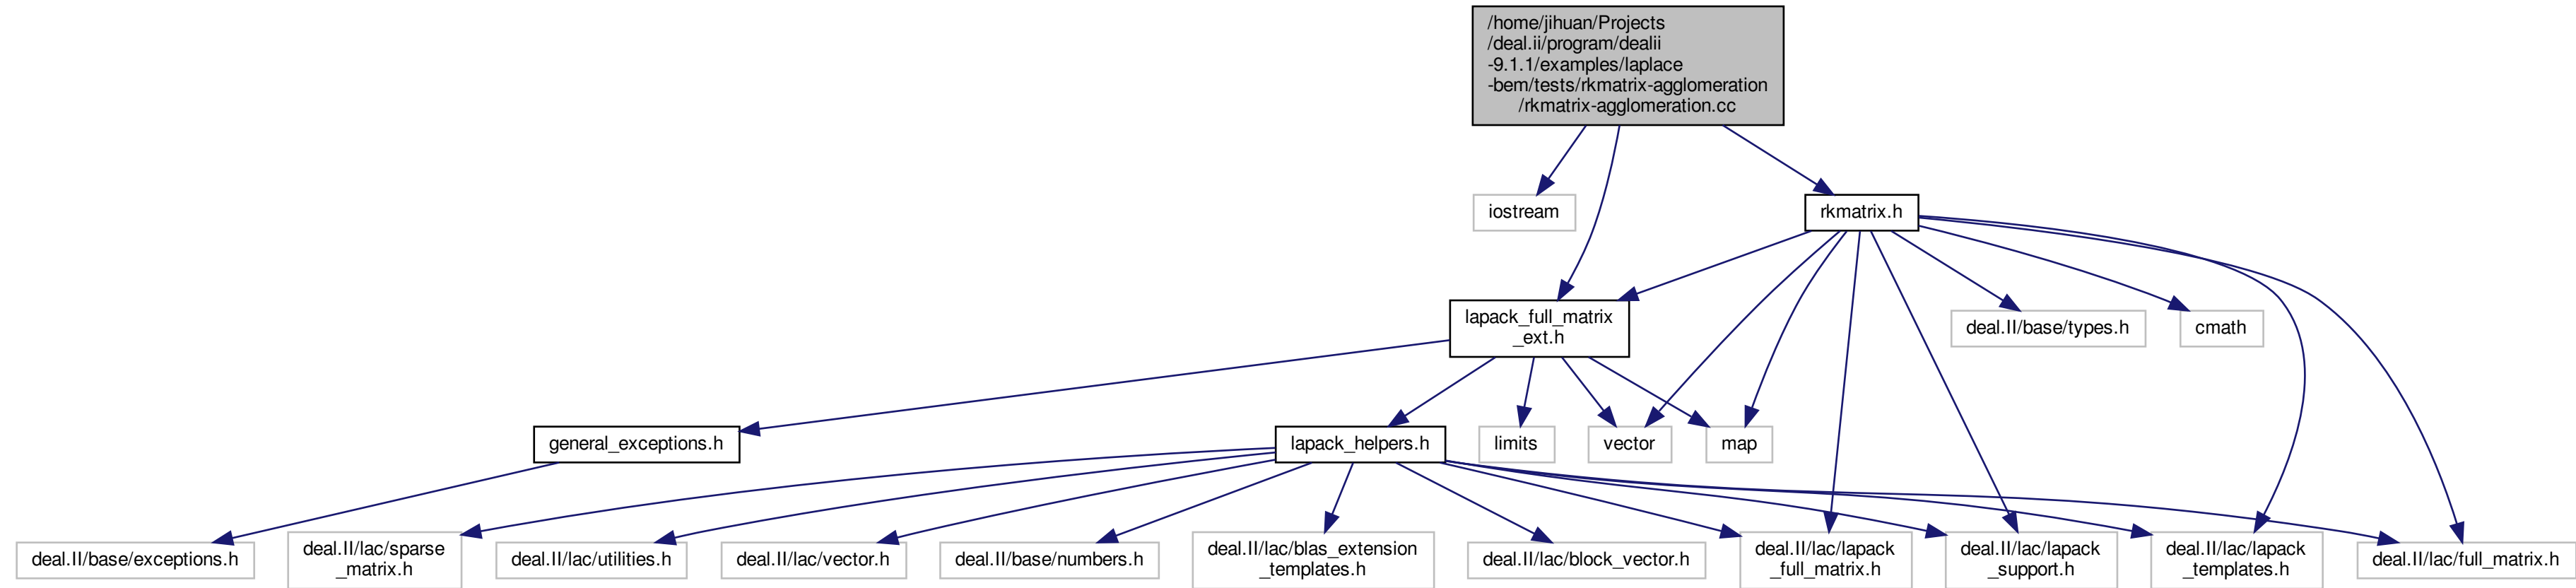 /home/jihuan/Projects
/deal.ii/program/dealii
-9.1.1/examples/laplace
-bem/tests/rkmatrix-agglomeration
/rkmatrix-agglomeration.cc
iostream
rkmatrix.h
lapack_full_matrix
_ext.h
deal.II/base/types.h
cmath
general_exceptions.h
lapack_helpers.h
limits
vector
map
deal.II/base/exceptions.h
deal.II/lac/sparse
_matrix.h
deal.II/lac/utilities.h
deal.II/lac/vector.h
deal.II/base/numbers.h
deal.II/lac/blas_extension
_templates.h
deal.II/lac/block_vector.h
deal.II/lac/lapack
_full_matrix.h
deal.II/lac/lapack
_support.h
deal.II/lac/lapack
_templates.h
deal.II/lac/full_matrix.h